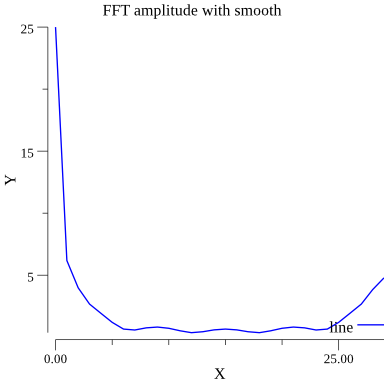 FFT amplitude with smooth
25
15
5
Y
line
0.00
25.00
X